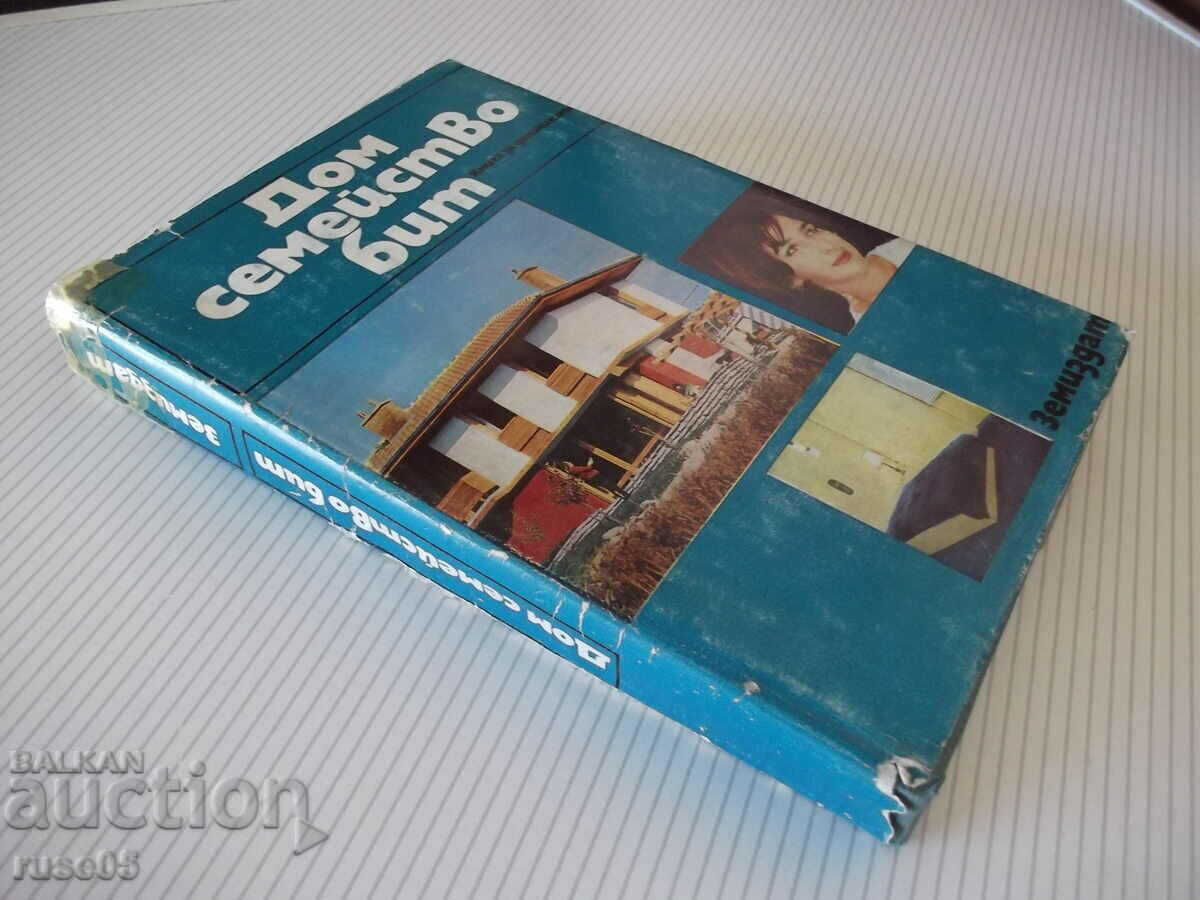 Дом
семейство
бит
Земиздат
Дом семейство бит
Земиздат
BALKAN
auction
ruse05